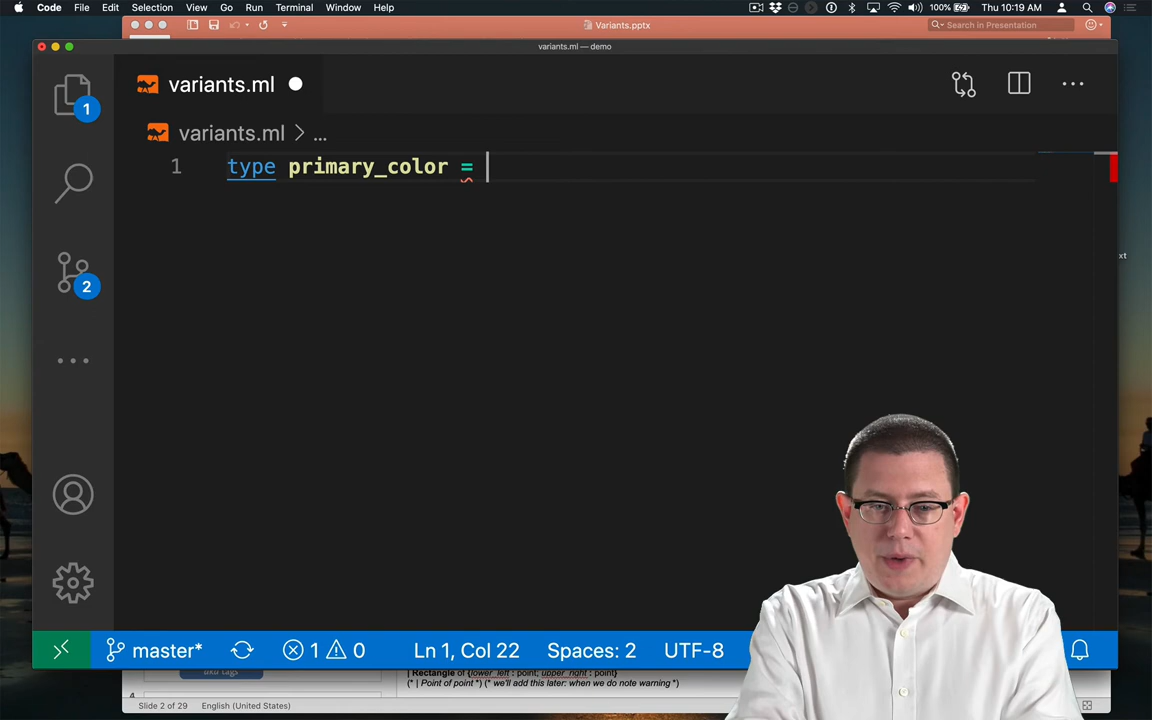 Code File Edit Selection View Go Run Terminal Window Help 100% Thu 10:19 AM
Variants.pptx
Search in Presentation
variants.ml — demo
variants.ml
1
variants.ml > ...
1 type primary_color =
2
master* 1 0 Ln 1, Col 22 Spaces: 2 UTF-8
aka tags
| Rectangle of {lower_left : point; upper_right : point}
(* | Point of point *) (* we'll add this later: when we do note warning *)
4
Slide 2 of 29 English (United States)